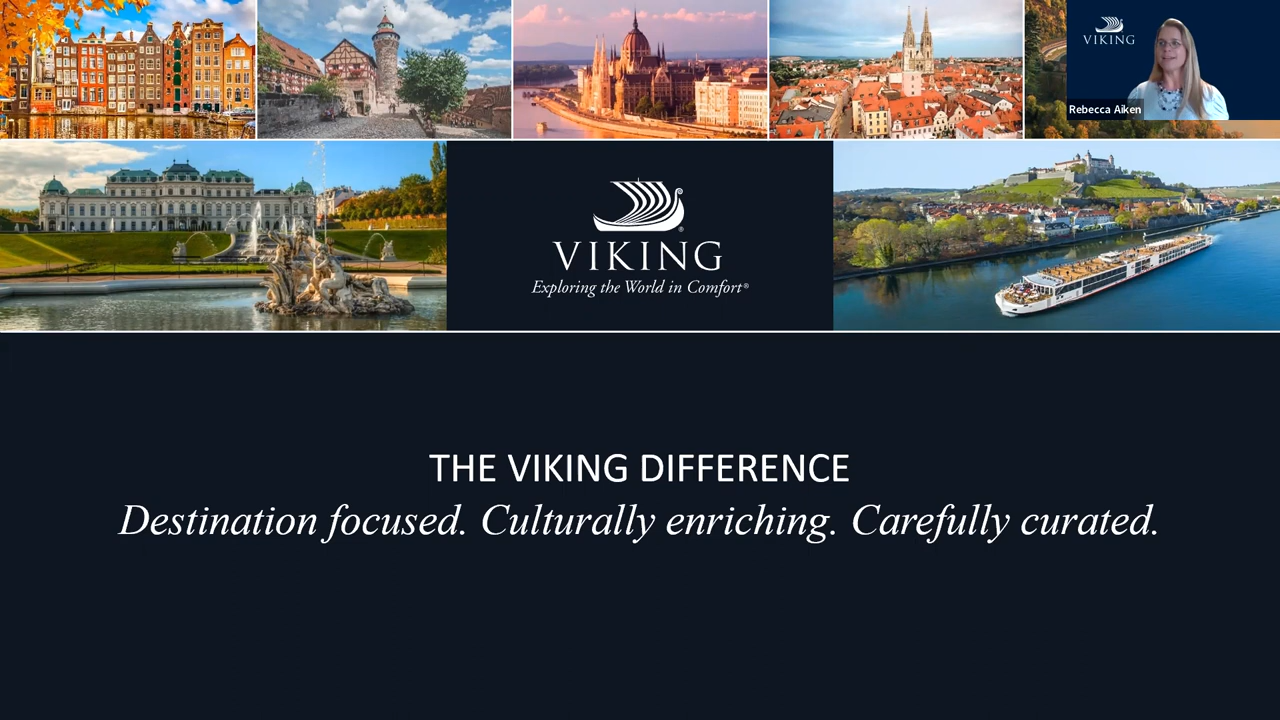 VIKING
Rebecca Aiken
VIKING
Exploring the World in Comfort®
THE VIKING DIFFERENCE
Destination focused. Culturally enriching. Carefully curated.